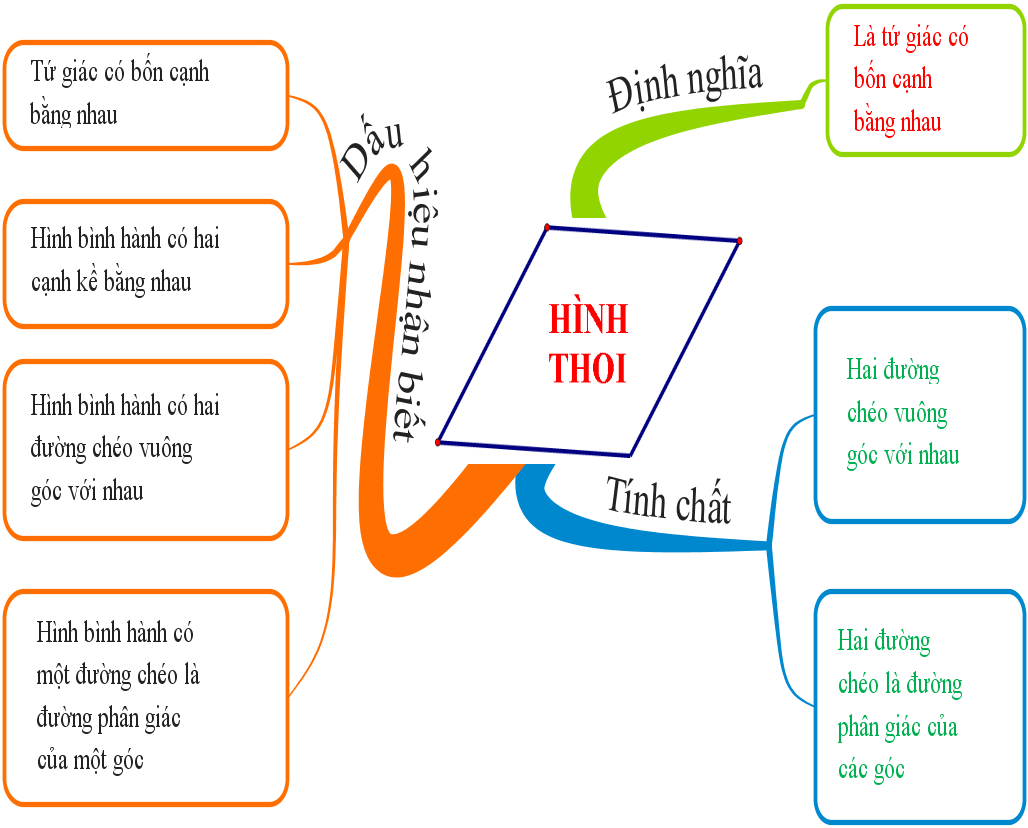 HÌNH
THOI
Định nghĩa
Là tứ giác có
bốn cạnh
bằng nhau
Tính chất
Hai đường
chéo vuông
góc với nhau
Hai đường
chéo là đường
phân giác của
các góc
Dấu hiệu nhận biết
Tứ giác có bốn cạnh
bằng nhau
Hình bình hành có hai
cạnh kề bằng nhau
Hình bình hành có hai
đường chéo vuông
góc với nhau
Hình bình hành có
một đường chéo là
đường phân giác
của một góc